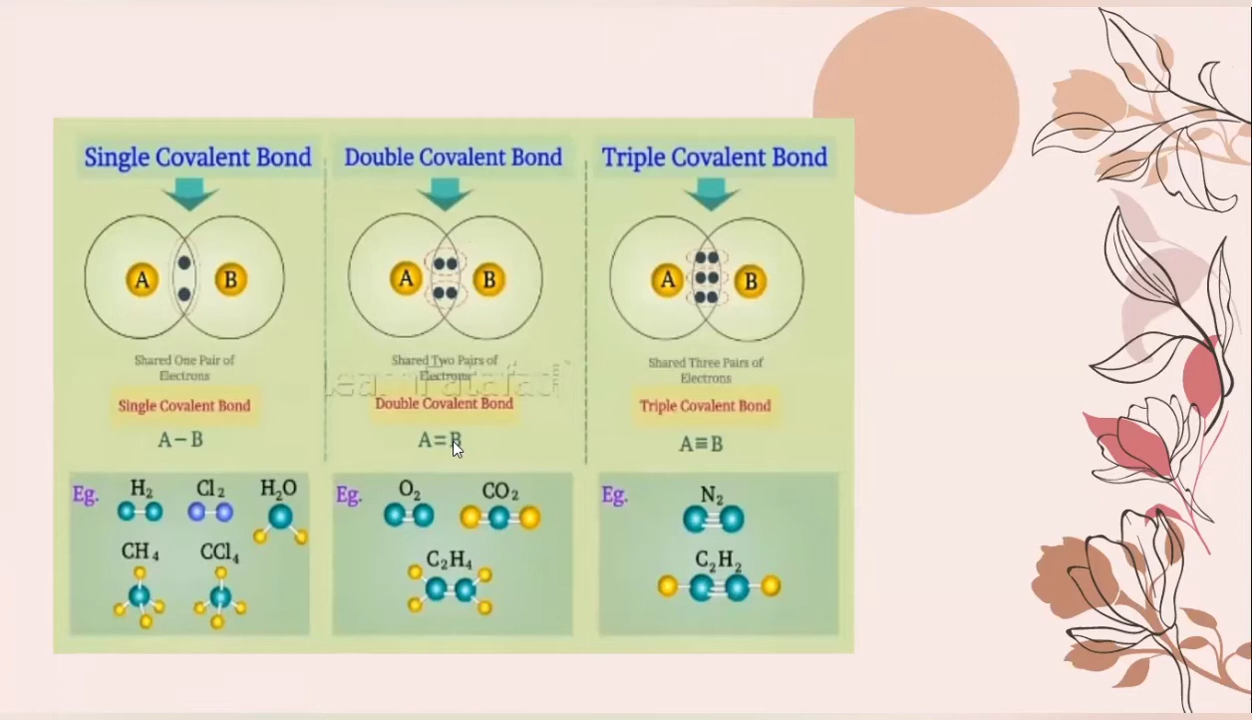 Single Covalent Bond
Double Covalent Bond
Triple Covalent Bond
A
B
A
B
A
B
Shared One Pair of
Electrons
Shared Two Pairs of
Electrons
Shared Three Pairs of
Electrons
Single Covalent Bond
Double Covalent Bond
Triple Covalent Bond
A−B
A=B
A≡B
Eg.
H₂
Cl₂
H₂O
CH₄
CCl₄
Eg.
O₂
CO₂
C₂H₄
Eg.
N₂
C₂H₂